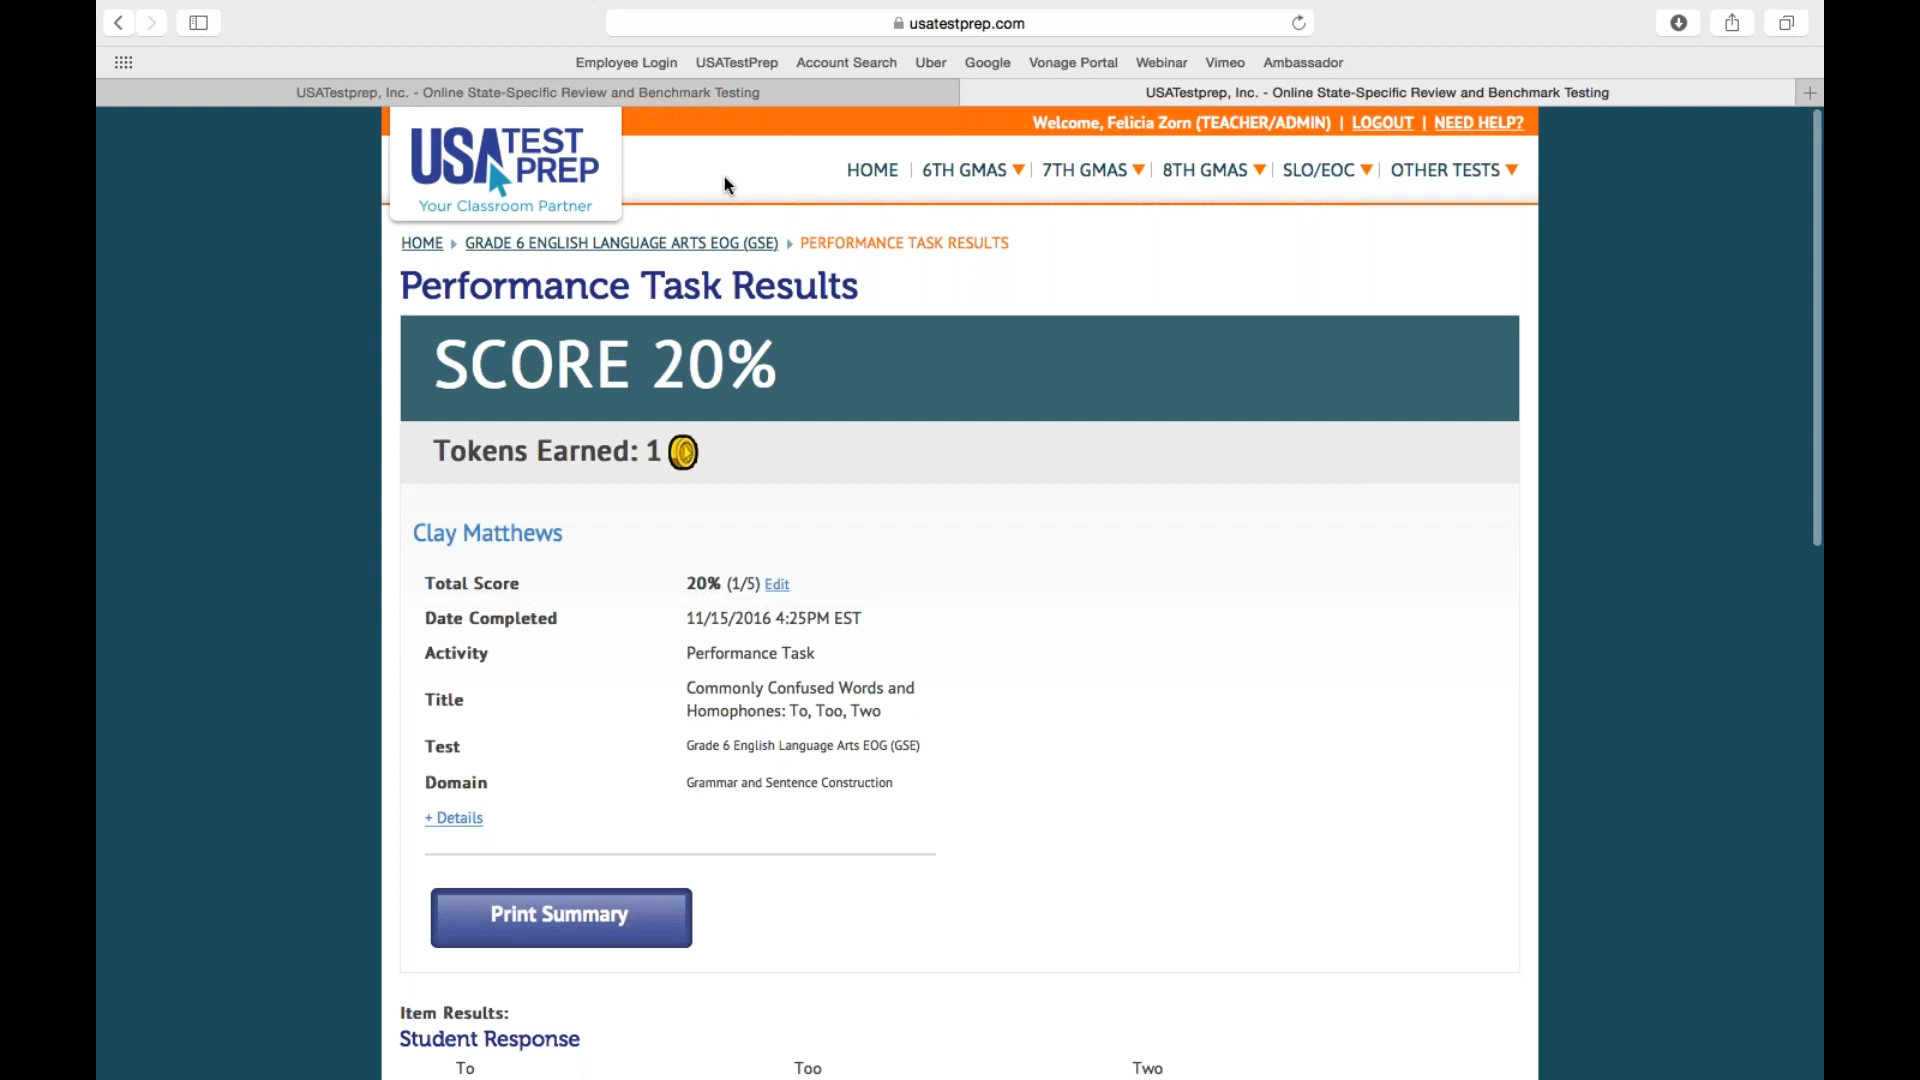 usatestprep.com
Employee Login USATestPrep Account Search Uber Google Vonage Portal Webinar Vimeo Ambassador
USATestprep, Inc. - Online State-Specific Review and Benchmark Testing
USATestprep, Inc. - Online State-Specific Review and Benchmark Testing
Welcome, Felicia Zorn (TEACHER/ADMIN) | LOGOUT | NEED HELP?
USA TEST PREP
Your Classroom Partner
HOME | 6TH GMAS | 7TH GMAS | 8TH GMAS | SLO/EOC | OTHER TESTS
HOME GRADE 6 ENGLISH LANGUAGE ARTS EOG (GSE) PERFORMANCE TASK RESULTS
Performance Task Results
SCORE 20%
Tokens Earned: 1
Clay Matthews
Total Score 20% (1/5) Edit
Date Completed 11/15/2016 4:25PM EST
Activity Performance Task
Title Commonly Confused Words and
Homophones: To, Too, Two
Test Grade 6 English Language Arts EOG (GSE)
Domain Grammar and Sentence Construction
+ Details
Print Summary
Item Results:
Student Response
To Too Two